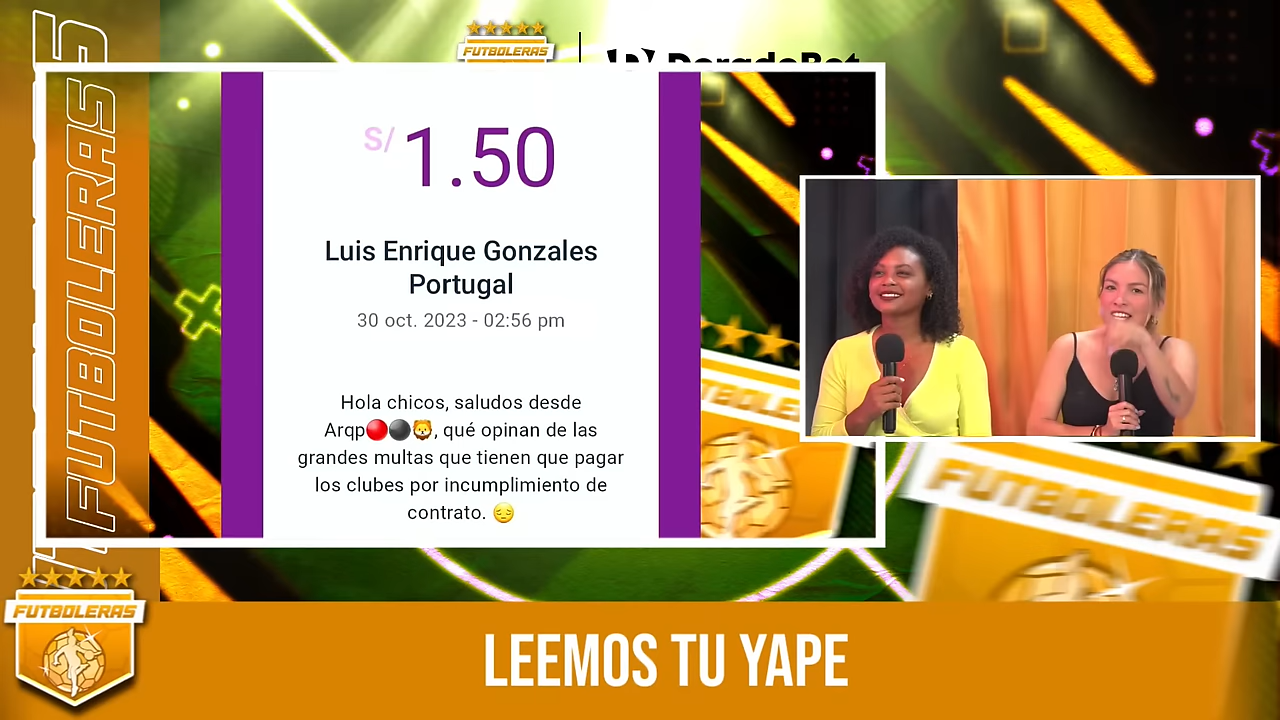 FUTBOLERAS
FUTBOLERAS
DoradoBet
S/ 1.50
Luis Enrique Gonzales
Portugal
30 oct. 2023 - 02:56 pm
Hola chicos, saludos desde
Arqp🔴⚫🦁, qué opinan de las
grandes multas que tienen que pagar
los clubes por incumplimiento de
contrato. 😔
FUTBOLERAS
FUTBOLERAS
LEEMOS TU YAPE